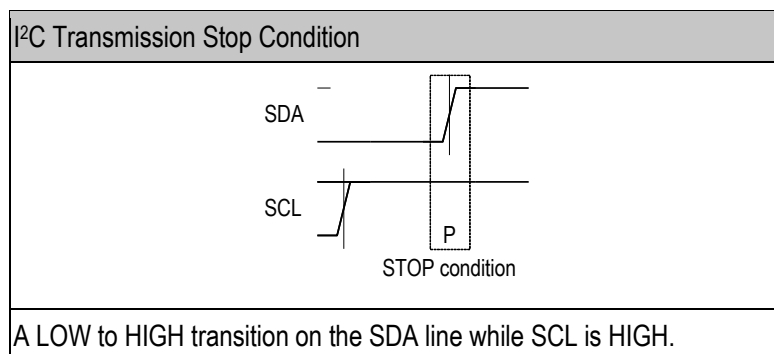 I²C Transmission Stop Condition
SDA
SCL
P
STOP condition
A LOW to HIGH transition on the SDA line while SCL is HIGH.